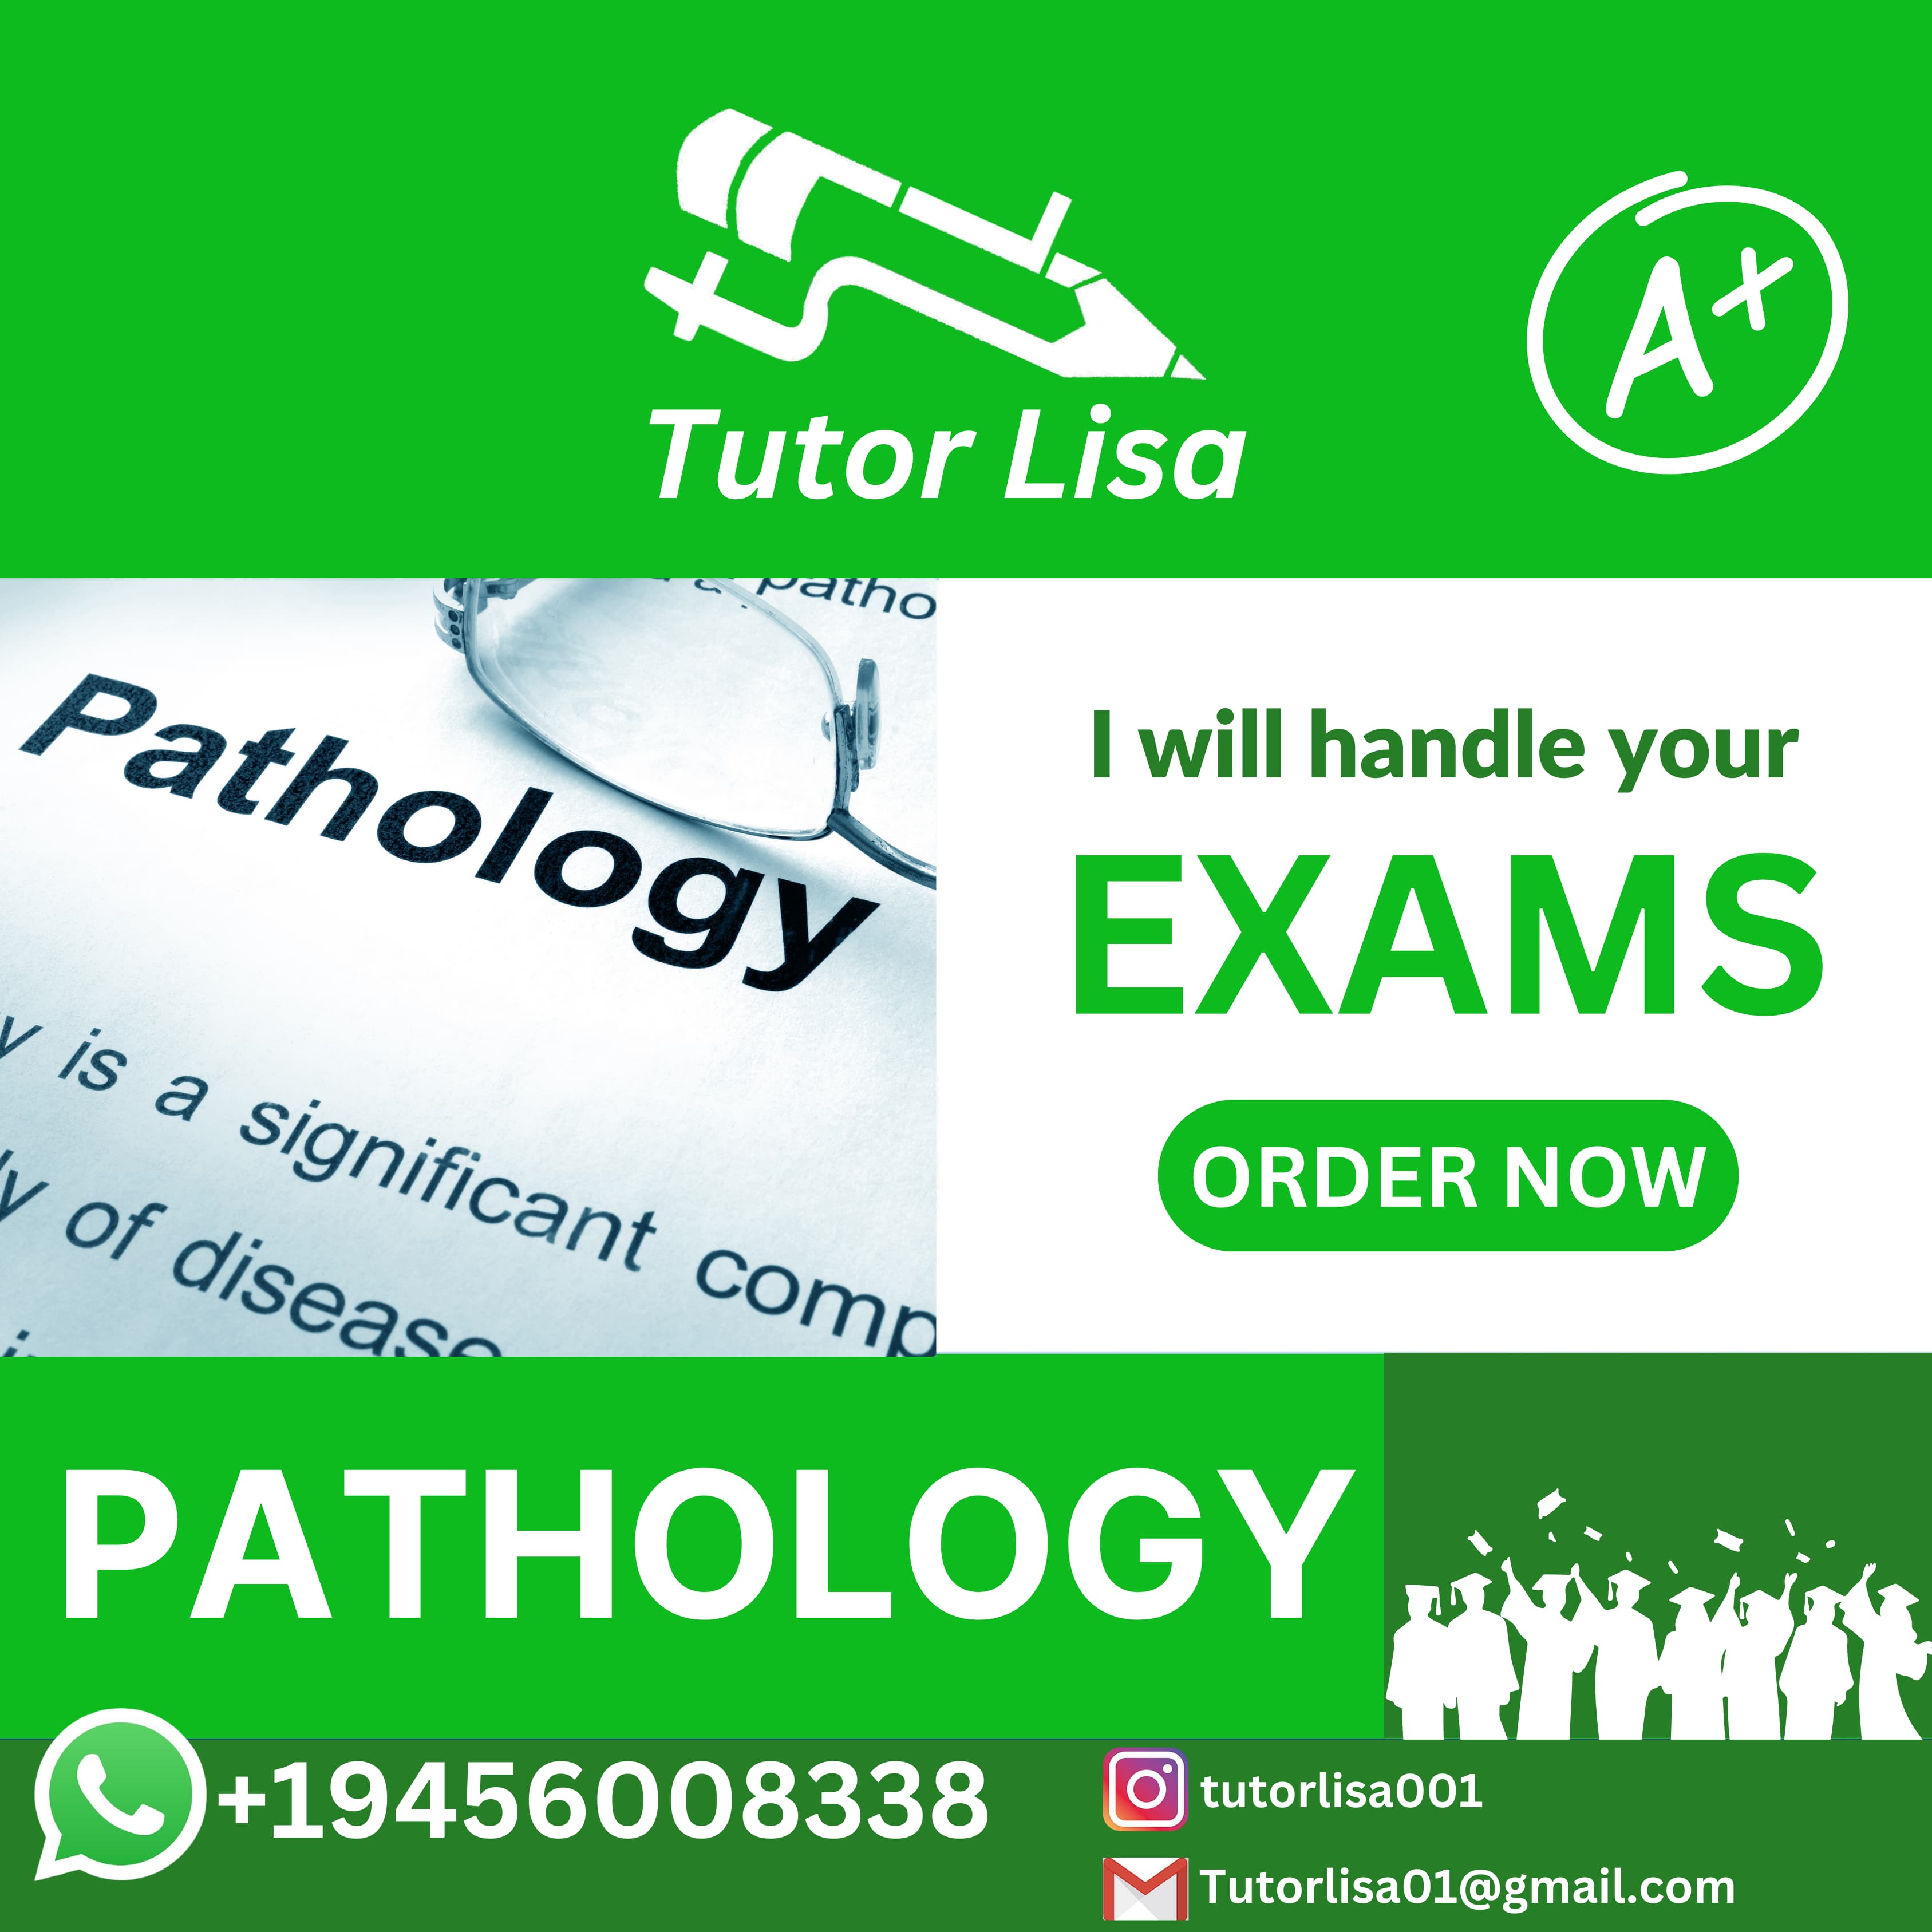 A+
Tutor Lisa
patho
Pathology
is a significant comp
of disease
I will handle your
EXAMS
ORDER NOW
PATHOLOGY
+19456008338
tutorlisa001
Tutorlisa01@gmail.com